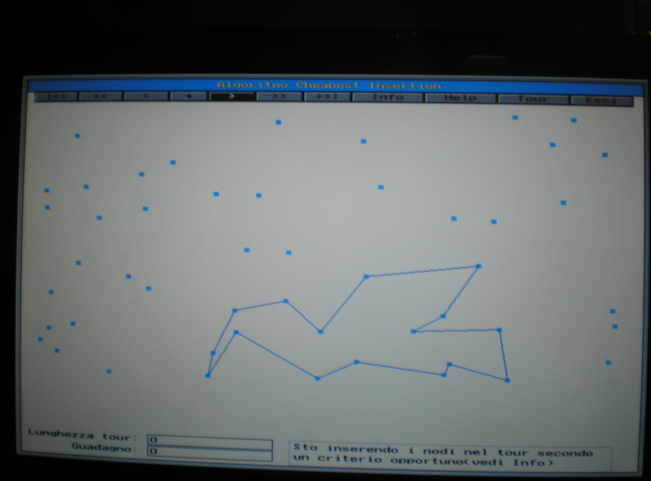 Algoritmo Cheapest Insertion
|<< << < ■ > >> >>| Info Help Tour Esci
Lunghezza tour: 0
Guadagno: 0
Sto inserendo i nodi nel tour secondo
un criterio opportuno(vedi Info)